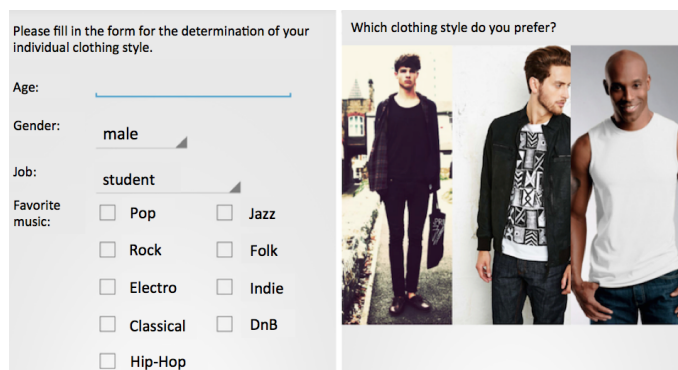 Please fill in the form for the determination of your
individual clothing style.
Age:
Gender:
male
Job:
student
Favorite
music:
Pop
Jazz
Rock
Folk
Electro
Indie
Classical
DnB
Hip-Hop
Which clothing style do you prefer?